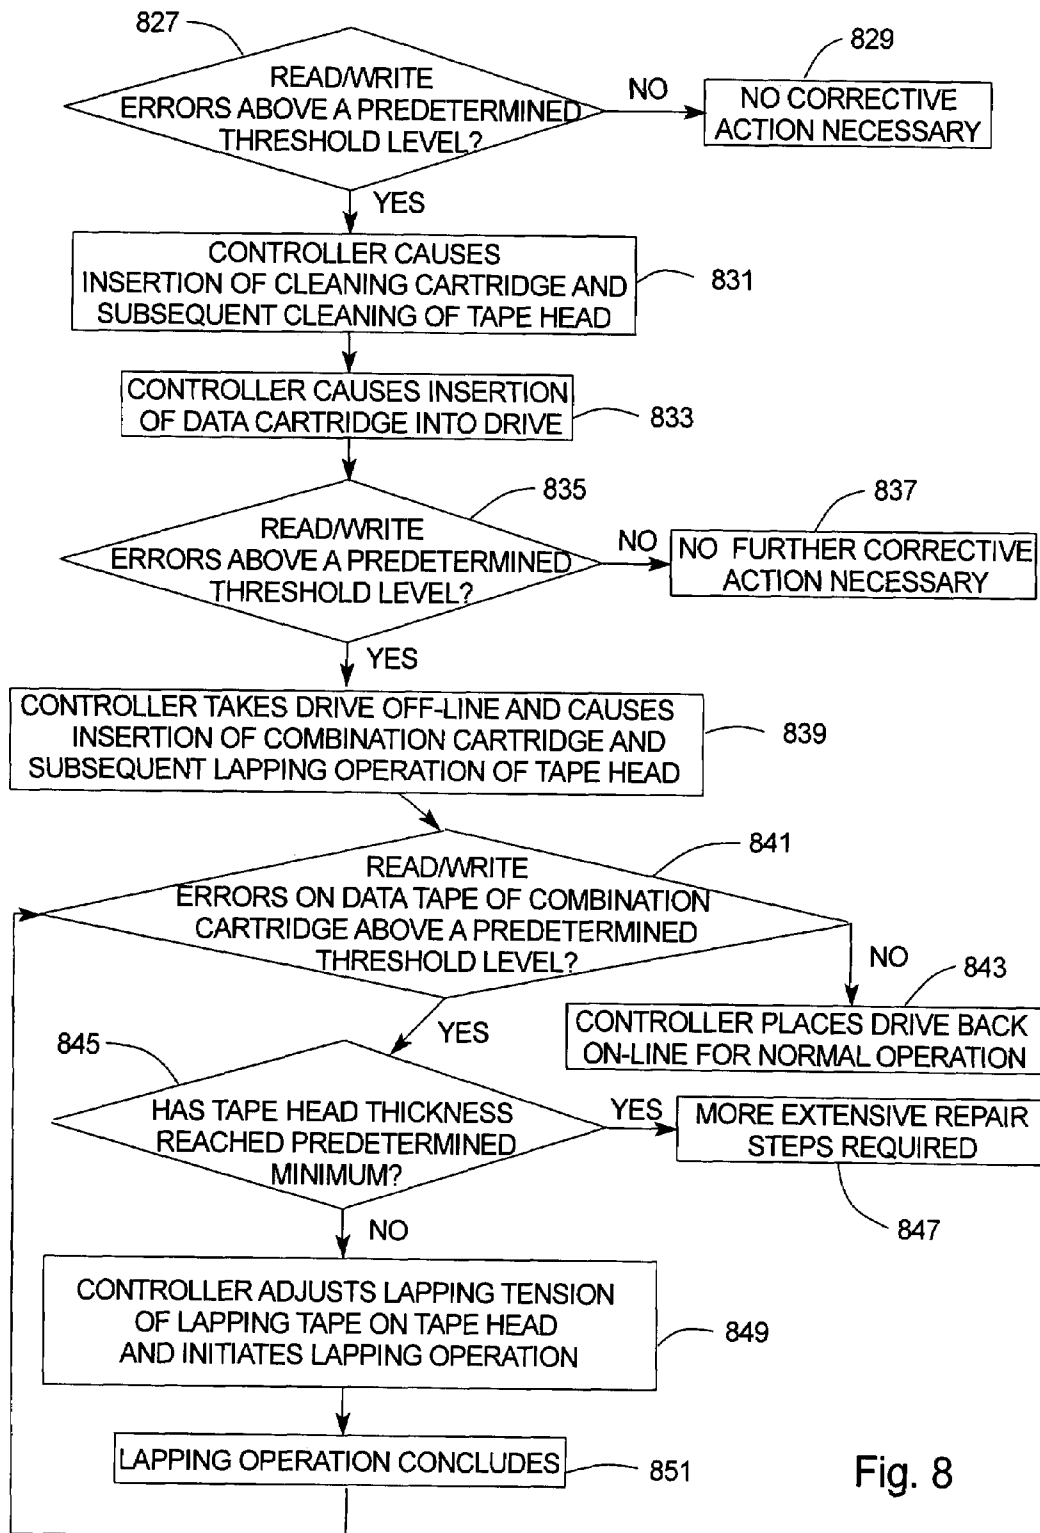 827
READ/WRITE
ERRORS ABOVE A PREDETERMINED
THRESHOLD LEVEL?
NO
829
NO CORRECTIVE
ACTION NECESSARY
YES
CONTROLLER CAUSES
INSERTION OF CLEANING CARTRIDGE AND
SUBSEQUENT CLEANING OF TAPE HEAD
831
CONTROLLER CAUSES INSERTION
OF DATA CARTRIDGE INTO DRIVE
833
835
READ/WRITE
ERRORS ABOVE A PREDETERMINED
THRESHOLD LEVEL?
NO
837
NO FURTHER CORRECTIVE
ACTION NECESSARY
YES
CONTROLLER TAKES DRIVE OFF-LINE AND CAUSES
INSERTION OF COMBINATION CARTRIDGE AND
SUBSEQUENT LAPPING OPERATION OF TAPE HEAD
839
841
READ/WRITE
ERRORS ON DATA TAPE OF COMBINATION
CARTRIDGE ABOVE A PREDETERMINED
THRESHOLD LEVEL?
NO
843
CONTROLLER PLACES DRIVE BACK
ON-LINE FOR NORMAL OPERATION
YES
845
HAS TAPE HEAD THICKNESS
REACHED PREDETERMINED
MINIMUM?
YES
MORE EXTENSIVE REPAIR
STEPS REQUIRED
847
NO
CONTROLLER ADJUSTS LAPPING TENSION
OF LAPPING TAPE ON TAPE HEAD
AND INITIATES LAPPING OPERATION
849
LAPPING OPERATION CONCLUDES
851
Fig. 8